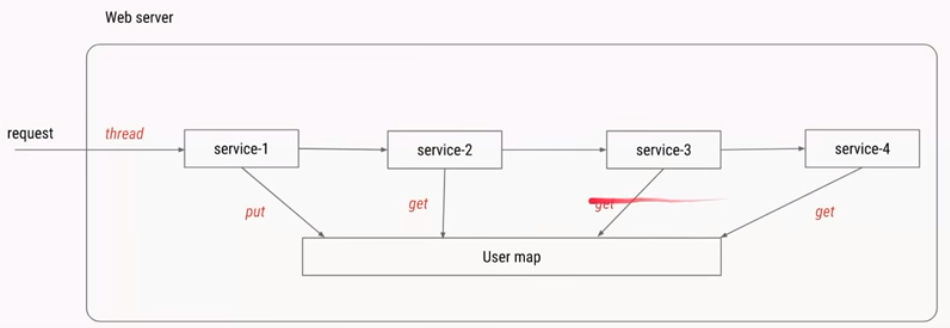 Web server
request
thread
service-1
service-2
service-3
service-4
put
get
get
get
User map